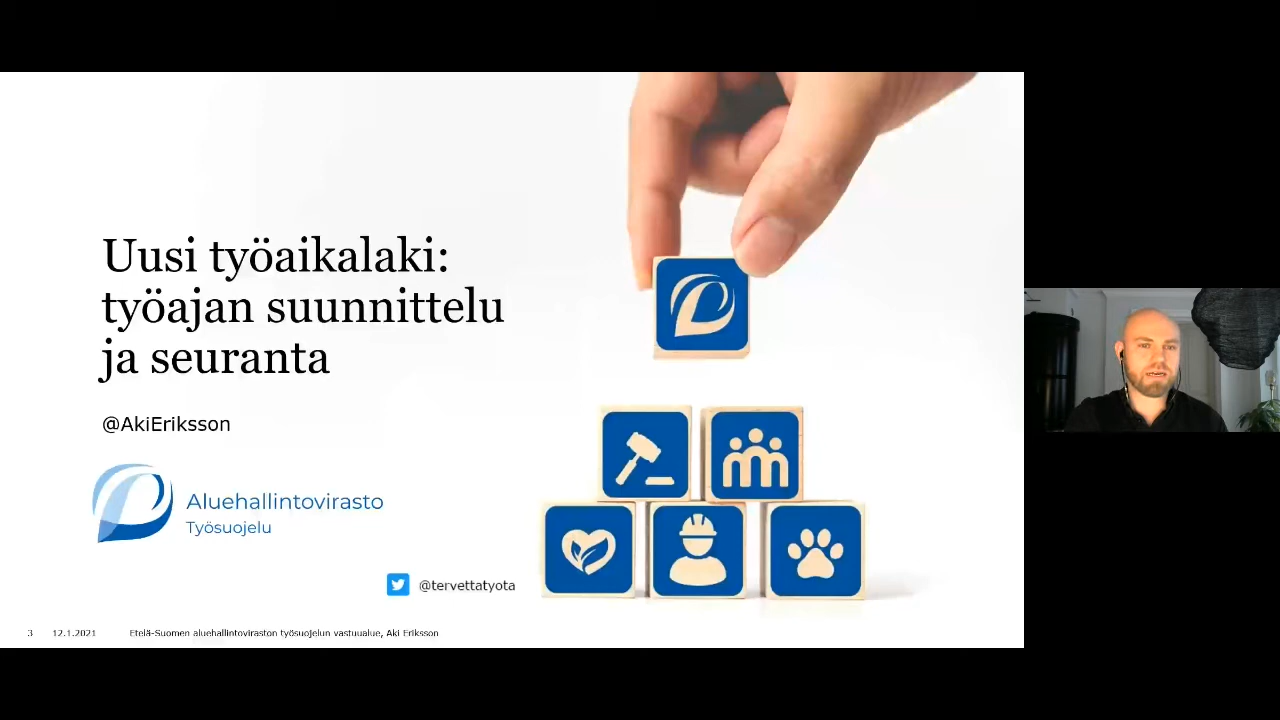 Uusi työaikalaki:
työajan suunnittelu
ja seuranta
@AkiEriksson
Aluehallintovirasto
Työsuojelu
@tervettatyota
3 12.1.2021 Etelä-Suomen aluehallintoviraston työsuojelun vastuualue, Aki Eriksson